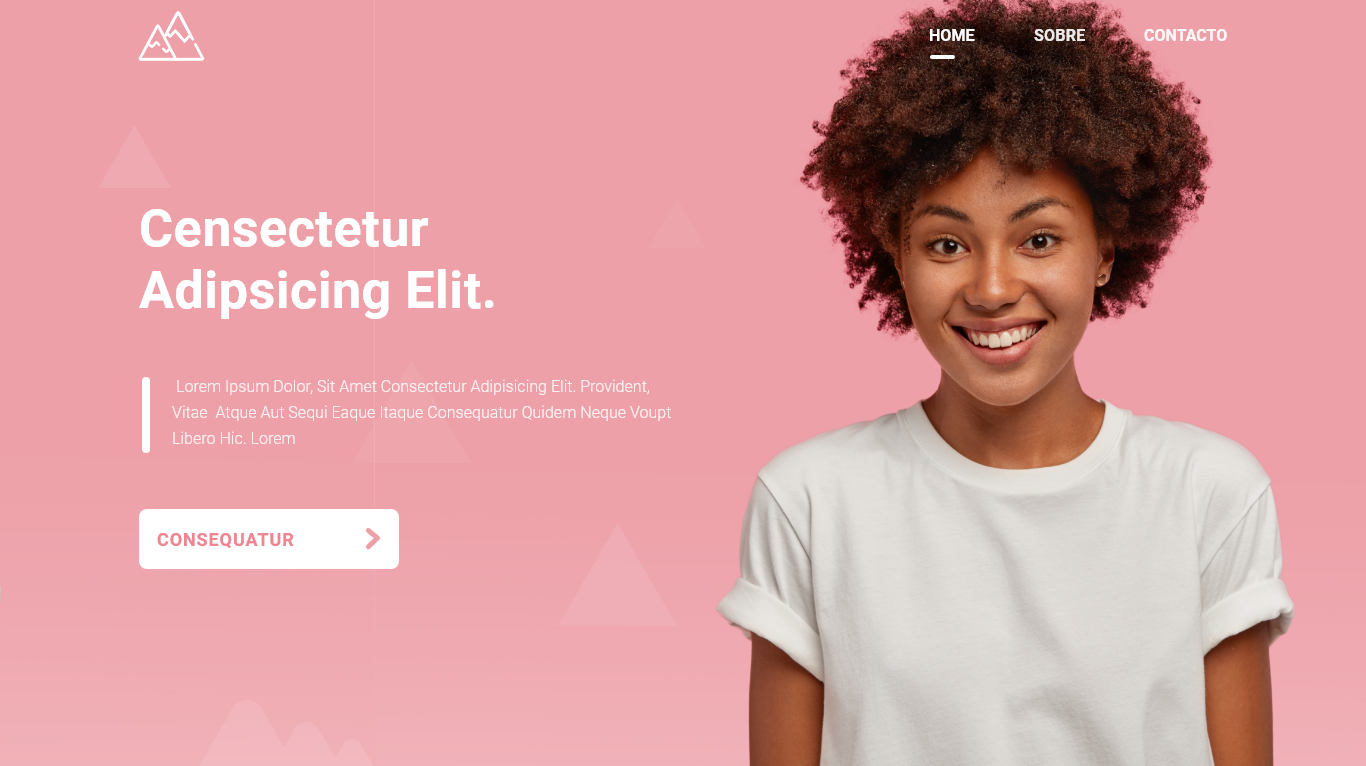 HOME SOBRE CONTACTO
Censectetur
Adipsicing Elit.
Lorem Ipsum Dolor, Sit Amet Consectetur Adipisicing Elit. Provident,
Vitae Atque Aut Sequi Eaque Itaque Consequatur Quidem Neque Voupt
Libero Hic. Lorem
CONSEQUATUR